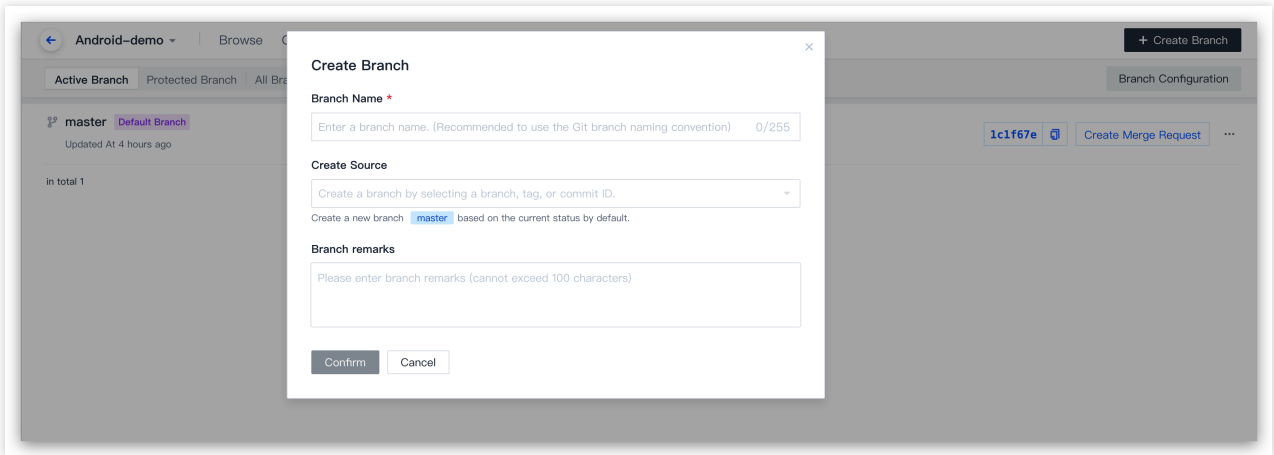 Android-demo
Browse
+ Create Branch
Active Branch
Protected Branch
All Bra
Branch Configuration
master Default Branch
Updated At 4 hours ago
1c1f67e
Create Merge Request
...
in total 1
Create Branch
Branch Name *
Enter a branch name. (Recommended to use the Git branch naming convention) 0/255
Create Source
Create a branch by selecting a branch, tag, or commit ID.
Create a new branch master based on the current status by default.
Branch remarks
Please enter branch remarks (cannot exceed 100 characters)
Confirm
Cancel